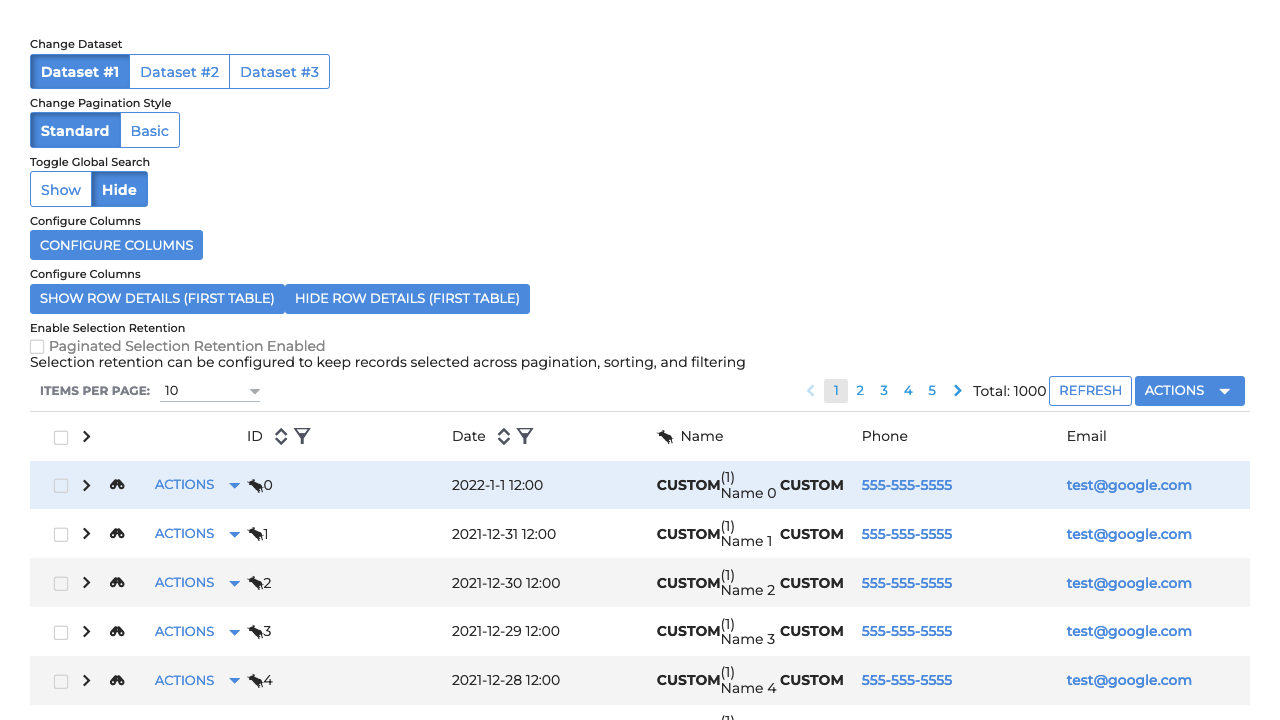 Change Dataset
Dataset #1 Dataset #2 Dataset #3
Change Pagination Style
Standard Basic
Toggle Global Search
Show Hide
Configure Columns
CONFIGURE COLUMNS
Configure Columns
SHOW ROW DETAILS (FIRST TABLE) HIDE ROW DETAILS (FIRST TABLE)
Enable Selection Retention
Paginated Selection Retention Enabled
Selection retention can be configured to keep records selected across pagination, sorting, and filtering
ITEMS PER PAGE: 10 1 2 3 4 5 Total: 1000 REFRESH ACTIONS
ID Date Name Phone Email
ACTIONS 0 2022-1-1 12:00 CUSTOM (1) Name 0 CUSTOM 555-555-5555 test@google.com
ACTIONS 1 2021-12-31 12:00 CUSTOM (1) Name 1 CUSTOM 555-555-5555 test@google.com
ACTIONS 2 2021-12-30 12:00 CUSTOM (1) Name 2 CUSTOM 555-555-5555 test@google.com
ACTIONS 3 2021-12-29 12:00 CUSTOM (1) Name 3 CUSTOM 555-555-5555 test@google.com
ACTIONS 4 2021-12-28 12:00 CUSTOM (1) Name 4 CUSTOM 555-555-5555 test@google.com